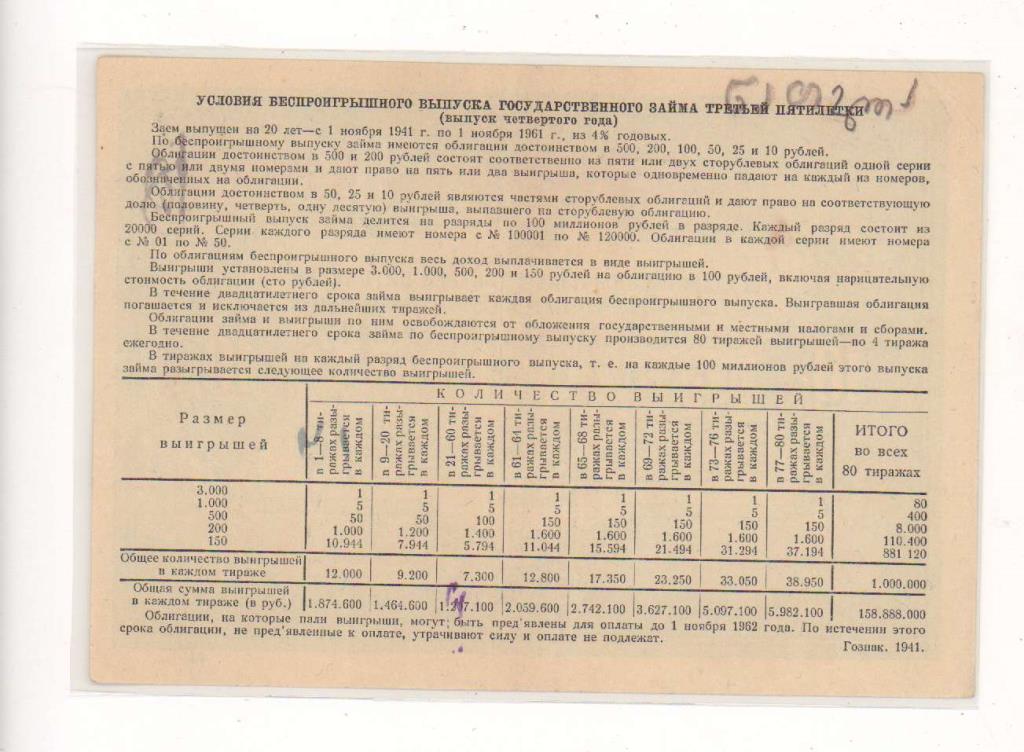 УСЛОВИЯ БЕСПРОИГРЫШНОГО ВЫПУСКА ГОСУДАРСТВЕННОГО ЗАЙМА ТРЕТЬЕЙ ПЯТИЛЕТКИ
(выпуск четвертого года)
Заем выпущен на 20 лет—с 1 ноября 1941 г. по 1 ноября 1961 г., из 4% годовых.
По беспроигрышному выпуску займа имеются облигации достоинством в 500, 200, 100, 50, 25 и 10 рублей.
Облигации достоинством в 500 и 200 рублей состоят соответственно из пяти или двух сторублевых облигаций одной серии
с пятью или двумя номерами и дают право на пять или два выигрыша, которые одновременно падают на каждый из номеров,
обозначенных на облигации.
Облигации достоинством в 50, 25 и 10 рублей являются частями сторублевых облигаций и дают право на соответствующую
долю (половину, четверть, одну десятую) выигрыша, выпавшего на сторублевую облигацию.
Беспроигрышный выпуск займа делится на разряды по 100 миллионов рублей в разряде. Каждый разряд состоит из
20000 серий. Серии каждого разряда имеют номера с № 100001 по № 120000. Облигации в каждой серии имеют номера
с № 01 по № 50.
По облигациям беспроигрышного выпуска весь доход выплачивается в виде выигрышей.
Выигрыши установлены в размере 3.000, 1.000, 500, 200 и 150 рублей на облигацию в 100 рублей, включая нарицательную
стоимость облигации (сто рублей).
В течение двадцатилетнего срока займа выигрывает каждая облигация беспроигрышного выпуска. Выигравшая облигация
погашается и исключается из дальнейших тиражей.
Облигации займа и выигрыши по ним освобождаются от обложения государственными и местными налогами и сборами.
В течение двадцатилетнего срока займа по беспроигрышному выпуску производится 80 тиражей выигрышей—по 4 тиража
ежегодно.
В тиражах выигрышей на каждый разряд беспроигрышного выпуска, т. е. на каждые 100 миллионов рублей этого выпуска
займа разыгрывается следующее количество выигрышей.
Размер выигрышей
КОЛИЧЕСТВО ВЫИГРЫШЕЙ
в 1—8 ти-
ражах разы-
грывается
в каждом
в 9—20 ти-
ражах разы-
грывается
в каждом
в 21—60 ти-
ражах разы-
грывается
в каждом
в 61—64 ти-
ражах разы-
грывается
в каждом
в 65—68 ти-
ражах разы-
грывается
в каждом
в 69—72 ти-
ражах разы-
грывается
в каждом
в 73—76 ти-
ражах разы-
грывается
в каждом
в 77—80 ти-
ражах разы-
грывается
в каждом
ИТОГО
во всех
80 тиражах
3.000 1 1 1 1 1 1 1 1 80
1.000 5 5 5 5 5 5 5 5 400
500 50 50 100 150 150 150 150 150 8.000
200 1.000 1.200 1.400 1.600 1.600 1.600 1.600 1.600 110.400
150 10.944 7.944 5.794 11.044 15.594 21.494 31.294 37.194 881 120
Общее количество выигрышей
в каждом тираже 12.000 9.200 7.300 12.800 17.350 23.250 33.050 38.950 1.000.000
Общая сумма выигрышей
в каждом тираже (в руб.) 1.874.600 1.464.600 2.059.600 2.742.100 3.627.100 5.097.100 5.982.100 158.888.000
Облигации, на которые пали выигрыши, могут быть пред'явлены для оплаты до 1 ноября 1962 года. По истечении этого
срока облигации, не пред'явленные к оплате, утрачивают силу и оплате не подлежат.
Гознак. 1941.